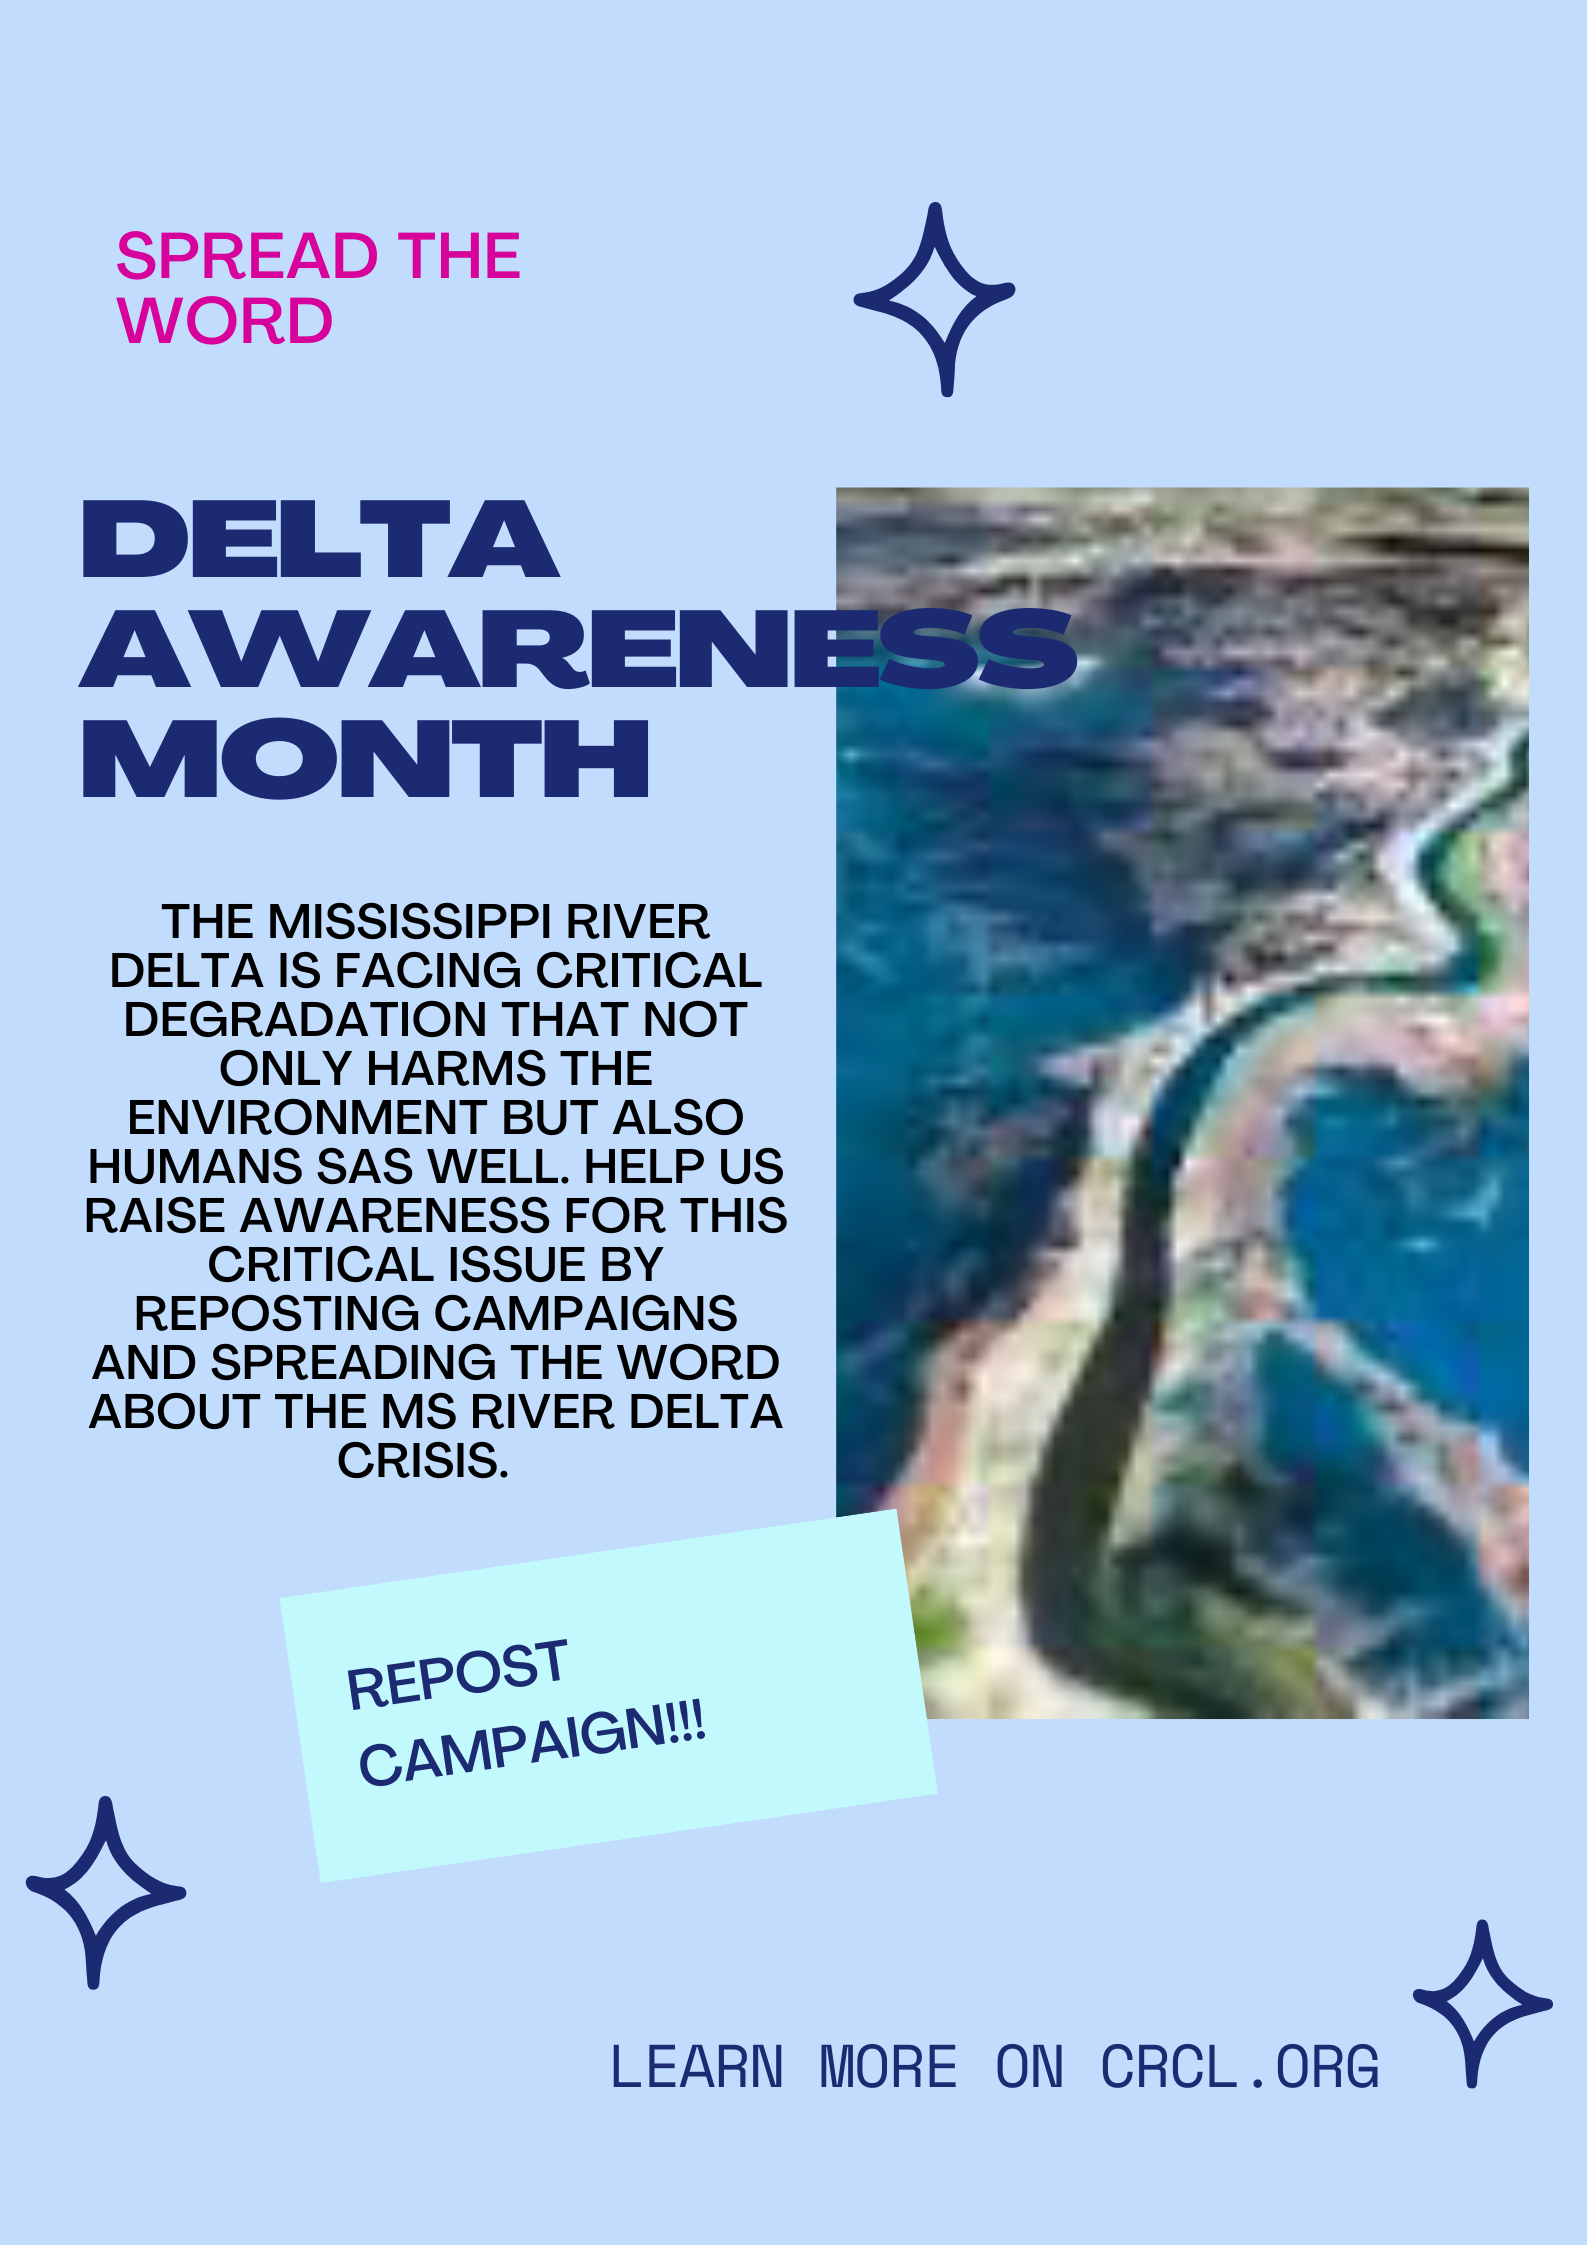 SPREAD THE
WORD
DELTA
AWARENESS
MONTH
THE MISSISSIPPI RIVER
DELTA IS FACING CRITICAL
DEGRADATION THAT NOT
ONLY HARMS THE
ENVIRONMENT BUT ALSO
HUMANS SAS WELL. HELP US
RAISE AWARENESS FOR THIS
CRITICAL ISSUE BY
REPOSTING CAMPAIGNS
AND SPREADING THE WORD
ABOUT THE MS RIVER DELTA
CRISIS.
REPOST
CAMPAIGN!!!
LEARN MORE ON CRCL.ORG